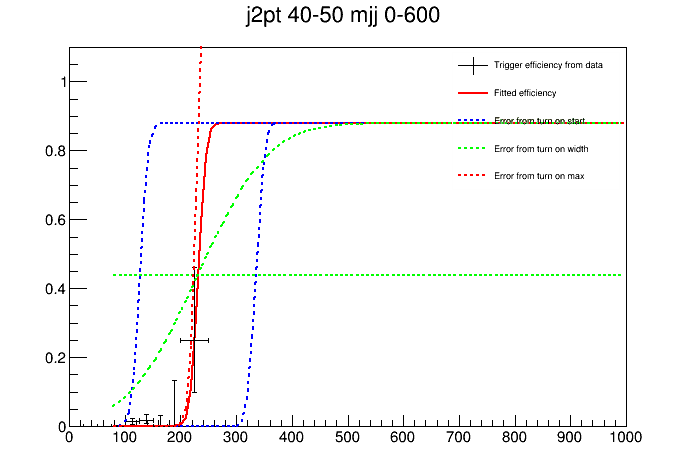 j2pt 40-50 mjj 0-600
Trigger efficiency from data
Fitted efficiency
Error from turn on start
Error from turn on width
Error from turn on max
1
0.8
0.6
0.4
0.2
0
0 100 200 300 400 500 600 700 800 900 1000